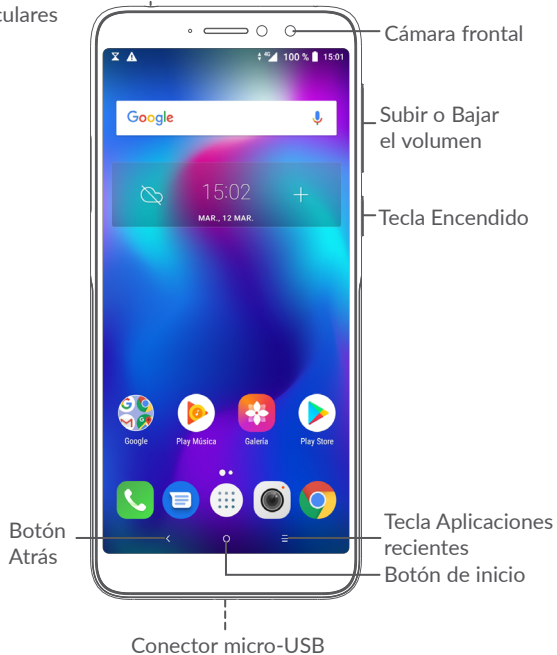 culares
Cámara frontal
4G 100 % 15:01
Google
Subir o Bajar
el volumen
15:02
MAR., 12 MAR.
Tecla Encendido
Google Play Música Galería Play Store
Botón
Atrás
Tecla Aplicaciones
recientes
Botón de inicio
Conector micro-USB